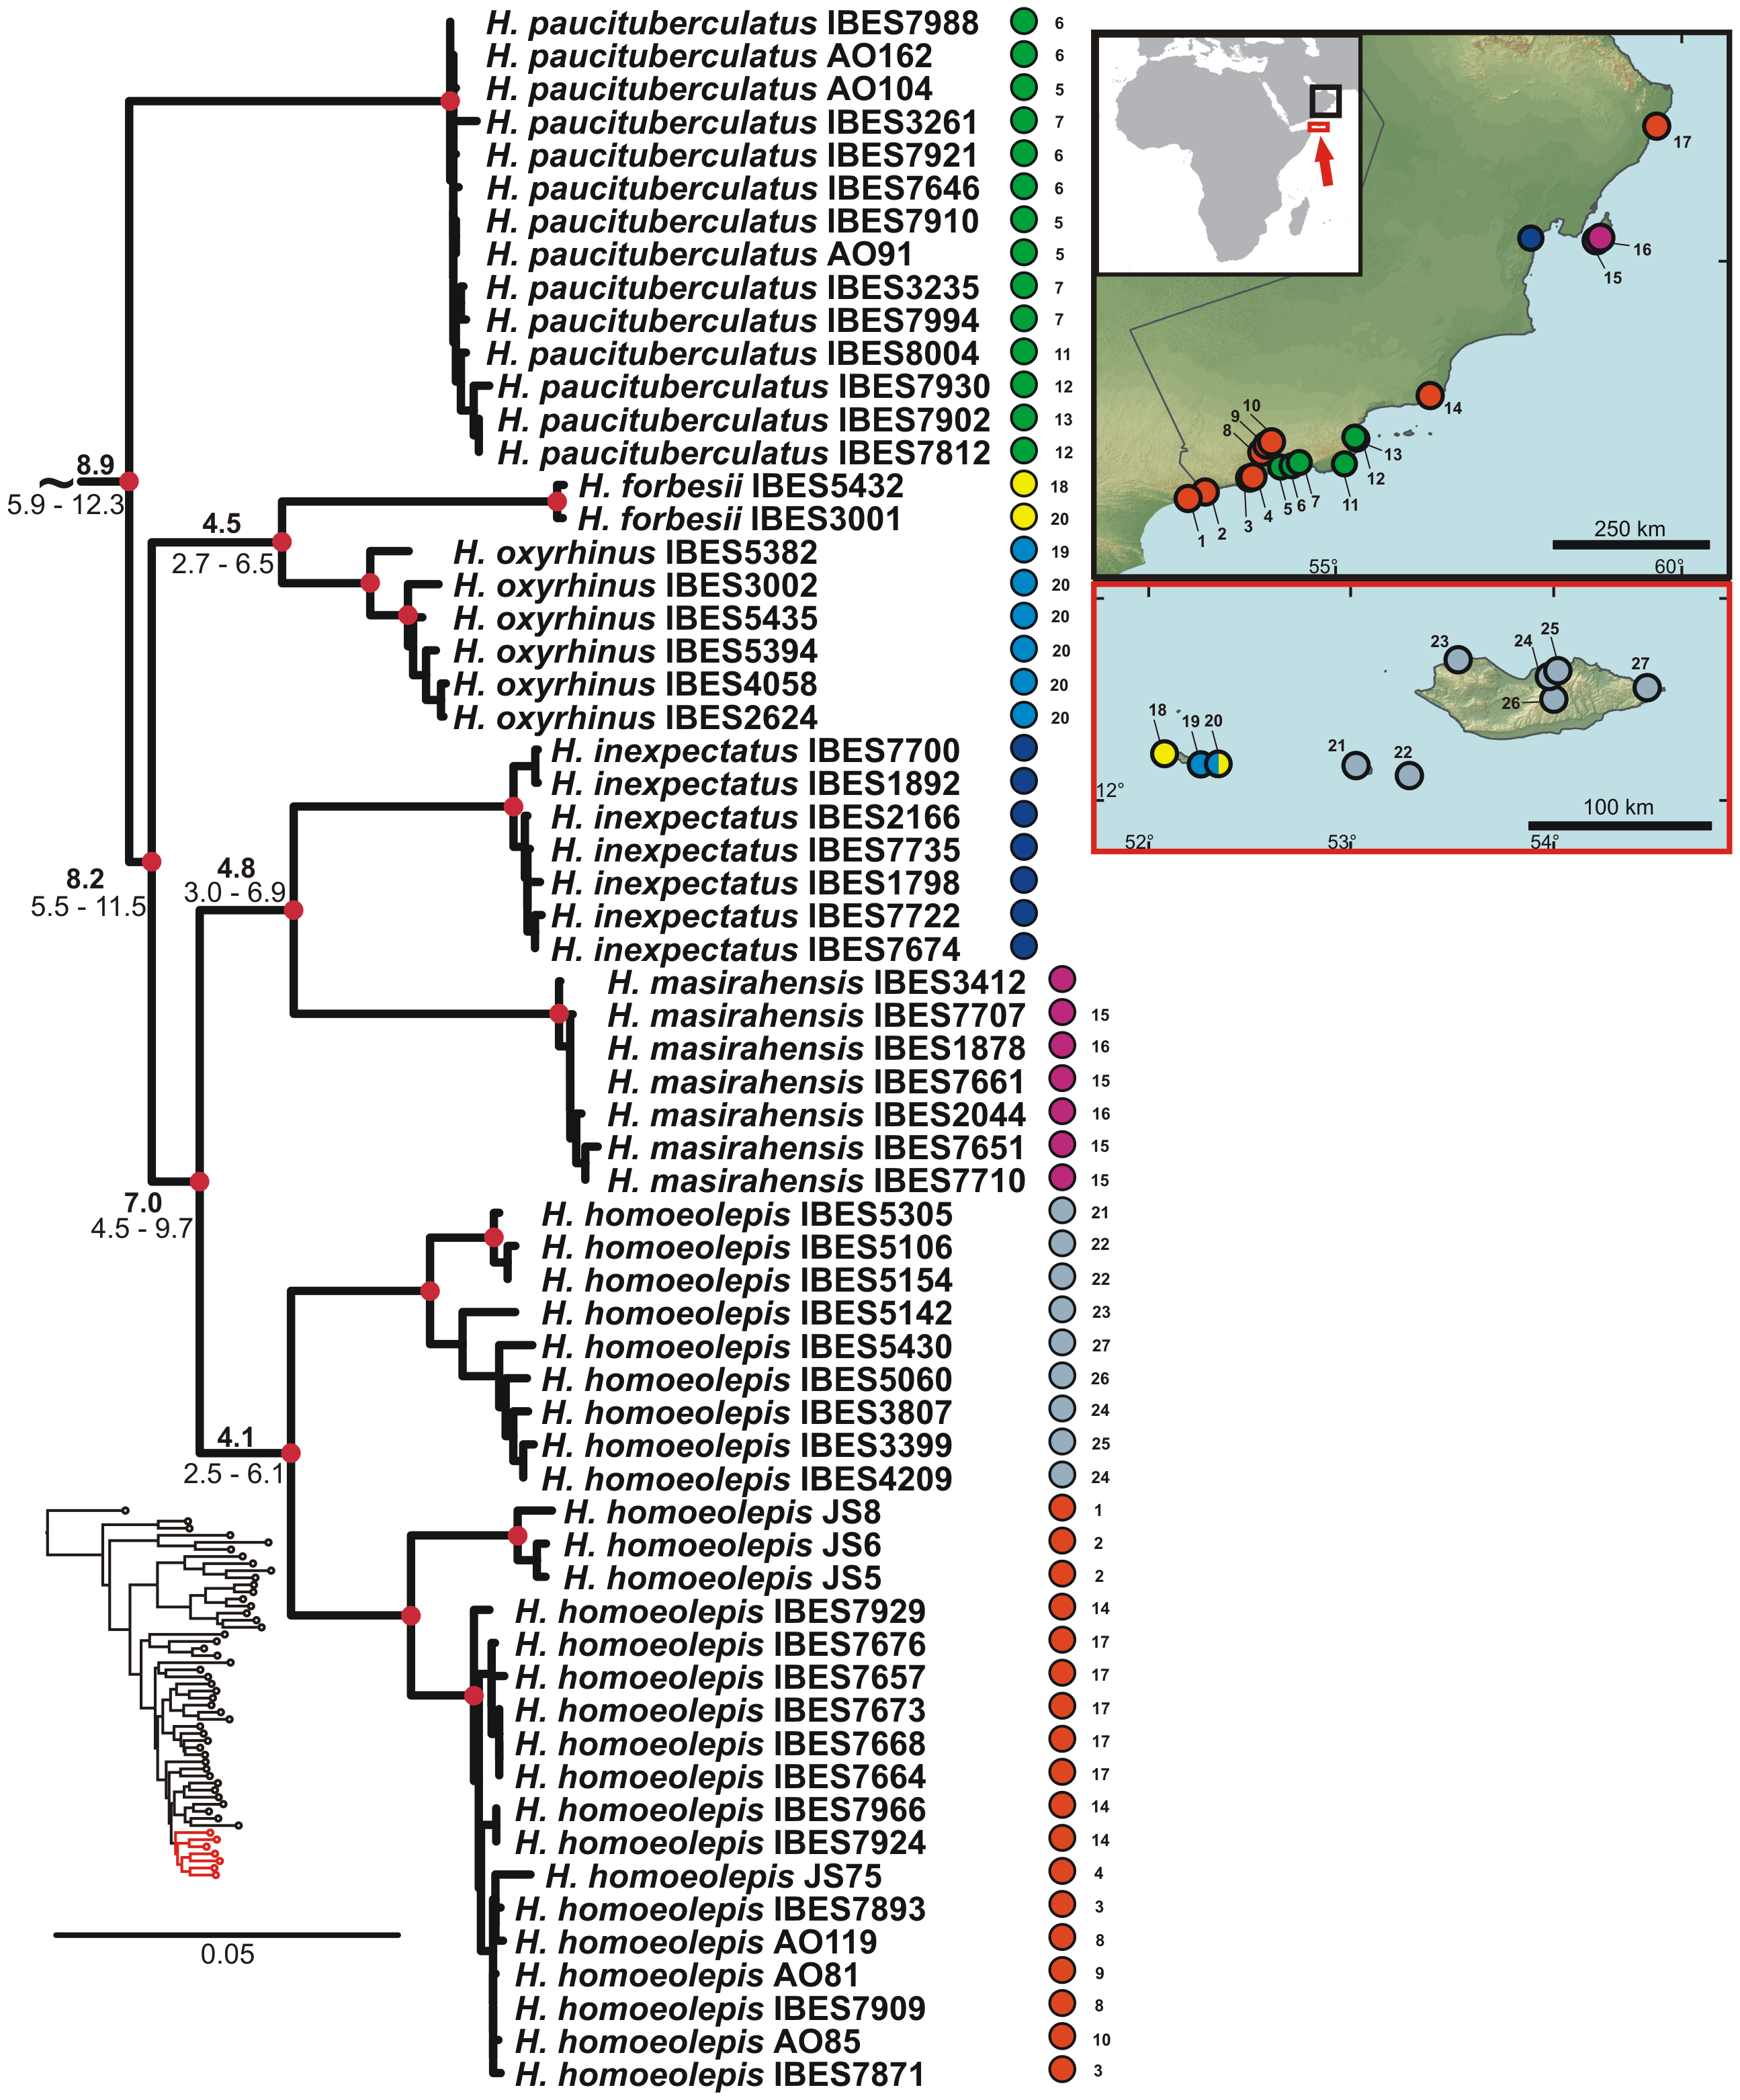 H. paucituberculatus IBES7988 6
H. paucituberculatus AO162 6
H. paucituberculatus AO104 5
H. paucituberculatus IBES3261 7
H. paucituberculatus IBES7921 6
H. paucituberculatus IBES7646 6
H. paucituberculatus IBES7910 5
H. paucituberculatus AO91 5
H. paucituberculatus IBES3235 7
H. paucituberculatus IBES7994 7
H. paucituberculatus IBES8004 11
H. paucituberculatus IBES7930 12
H. paucituberculatus IBES7902 13
H. paucituberculatus IBES7812 12
H. forbesii IBES5432 18
H. forbesii IBES3001 20
H. oxyrhinus IBES5382 19
H. oxyrhinus IBES3002 20
H. oxyrhinus IBES5435 20
H. oxyrhinus IBES5394 20
H. oxyrhinus IBES4058 20
H. oxyrhinus IBES2624 20
H. inexpectatus IBES7700
H. inexpectatus IBES1892
H. inexpectatus IBES2166
H. inexpectatus IBES7735
H. inexpectatus IBES1798
H. inexpectatus IBES7722
H. inexpectatus IBES7674
H. masirahensis IBES3412
H. masirahensis IBES7707 15
H. masirahensis IBES1878 16
H. masirahensis IBES7661 15
H. masirahensis IBES2044 16
H. masirahensis IBES7651 15
H. masirahensis IBES7710 15
H. homoeolepis IBES5305 21
H. homoeolepis IBES5106 22
H. homoeolepis IBES5154 22
H. homoeolepis IBES5142 23
H. homoeolepis IBES5430 27
H. homoeolepis IBES5060 26
H. homoeolepis IBES3807 24
H. homoeolepis IBES3399 25
H. homoeolepis IBES4209 24
H. homoeolepis JS8 1
H. homoeolepis JS6 2
H. homoeolepis JS5 2
H. homoeolepis IBES7929 14
H. homoeolepis IBES7676 17
H. homoeolepis IBES7657 17
H. homoeolepis IBES7673 17
H. homoeolepis IBES7668 17
H. homoeolepis IBES7664 17
H. homoeolepis IBES7966 14
H. homoeolepis IBES7924 14
H. homoeolepis JS75 4
H. homoeolepis IBES7893 3
H. homoeolepis AO119 8
H. homoeolepis AO81 9
H. homoeolepis IBES7909 8
H. homoeolepis AO85 10
H. homoeolepis IBES7871 3
8.9
5.9 - 12.3
4.5
2.7 - 6.5
8.2
5.5 - 11.5
4.8
3.0 - 6.9
7.0
4.5 - 9.7
4.1
2.5 - 6.1
0.05
17
16
15
14
10
9
8
13
12
11
7
6
5
4
3
2
1
250 km
55°
60°
25
24
23
27
26
18
19
20
21
22
12°
100 km
52°
53°
54°